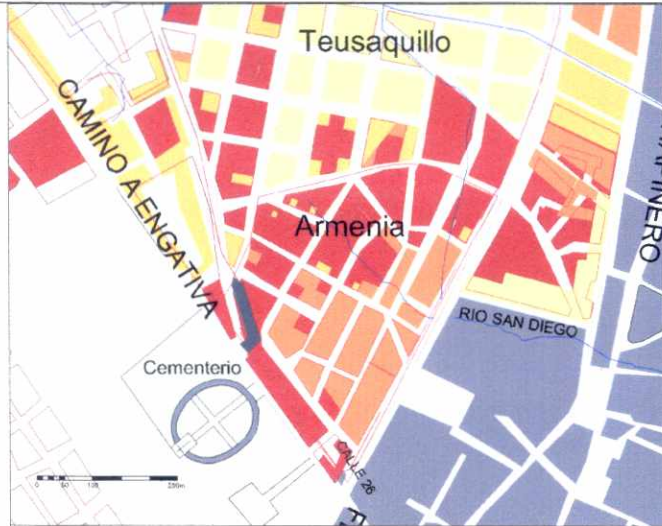 Teusaquillo
CAMINO A ENGATIVA
Armenia
RIO SAN DIEGO
Cementerio
CALLE 26